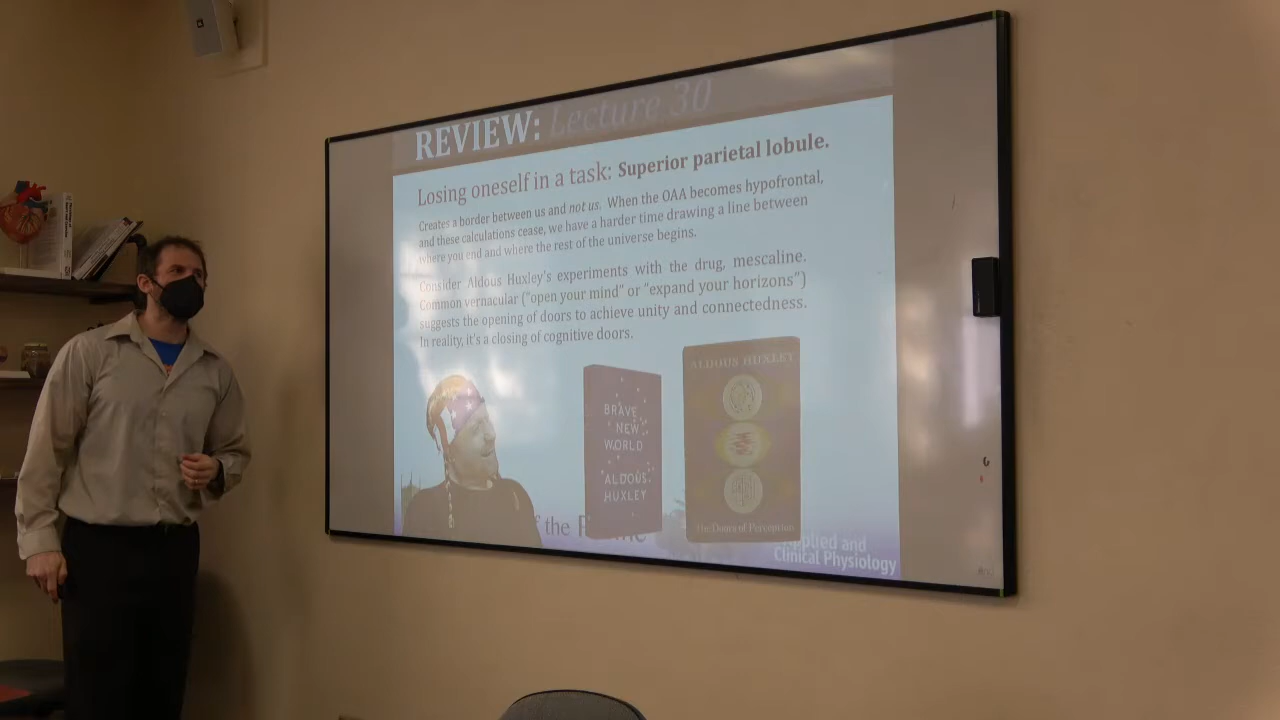 REVIEW: Lecture 30
Losing oneself in a task: Superior parietal lobule.
Creates a border between us and not us. When the OAA becomes hypofrontal,
and these calculations cease, we have a harder time drawing a line between
where you end and where the rest of the universe begins.
Consider Aldous Huxley's experiments with the drug, mescaline.
Common vernacular ("open your mind" or "expand your horizons")
suggests the opening of doors to achieve unity and connectedness.
In reality, it's a closing of cognitive doors.
BRAVE
NEW
WORLD
ALDOUS
HUXLEY
ALDOUS HUXLEY
The Doors of Perception
the
Applied and
Clinical Physiology